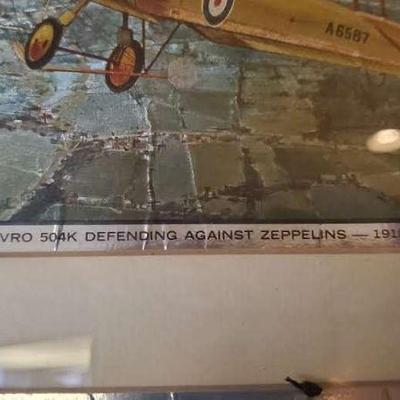 A6587
VRO 504K DEFENDING AGAINST ZEPPELINS — 191